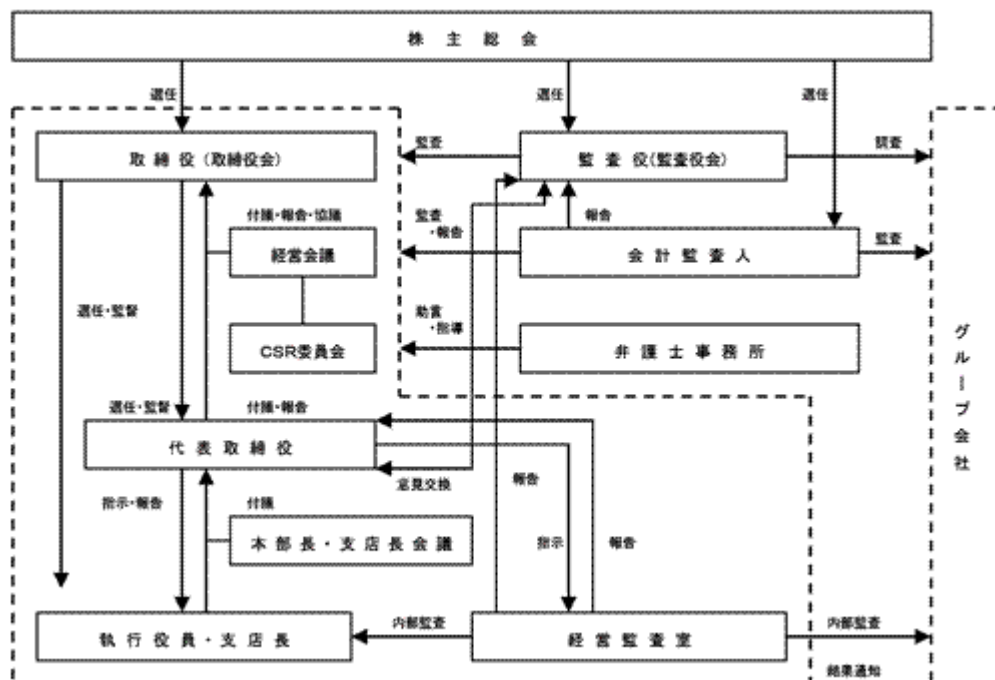 株主総会
選任
選任
選任
取締役(取締役会)
監査
監査役(監査役会)
調査
付議・報告・協議
監査
・報告
報告
経営会議
会計監査人
監査
選任・監督
助言
・指導
CSR委員会
弁護士事務所
グループ会社
選任・監督
付議・報告
代表取締役
意見交換
報告
指示・報告
付議
本部長・支店長会議
指示
報告
執行役員・支店長
内部監査
経営監査室
内部監査
結果通知